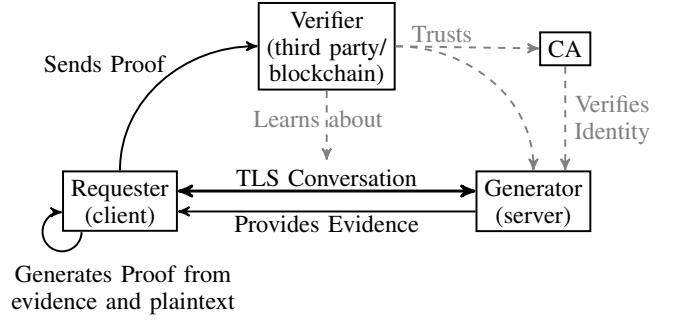 Verifier
(third party/
blockchain)
Trusts
CA
Sends Proof
Learns about
Verifies
Identity
Requester
(client)
TLS Conversation
Provides Evidence
Generator
(server)
Generates Proof from
evidence and plaintext